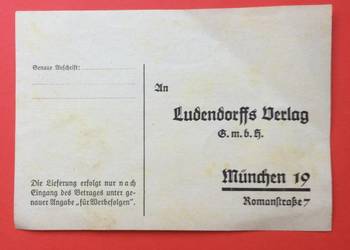 Genaue Anschrift:
An
Ludendorffs Verlag
G. m. b. H.
München 19
Romanstraße 7
Die Lieferung erfolgt nur nach
Eingang des Betrages unter ge-
nauer Angabe „für Werbefolgen".